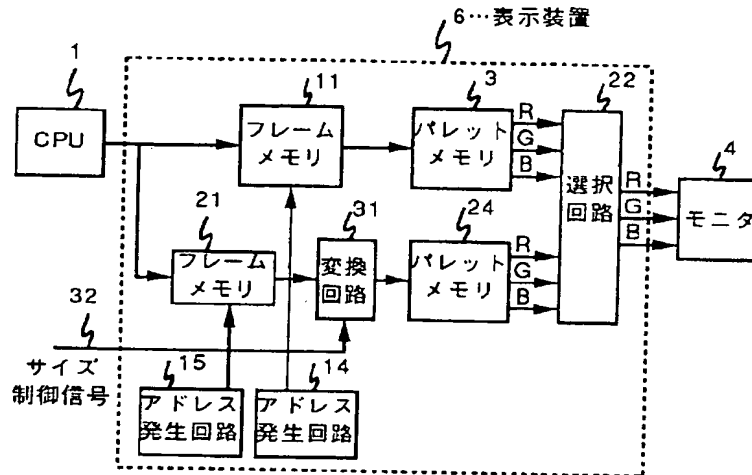 6…表示装置
1
CPU
11
フレーム
メモリ
3
パレット
メモリ
R
G
B
22
選択
回路
R
G
B
4
モニタ
21
フレーム
メモリ
31
変換
回路
24
パレット
メモリ
R
G
B
32
サイズ
制御信号
15
アドレス
発生回路
14
アドレス
発生回路